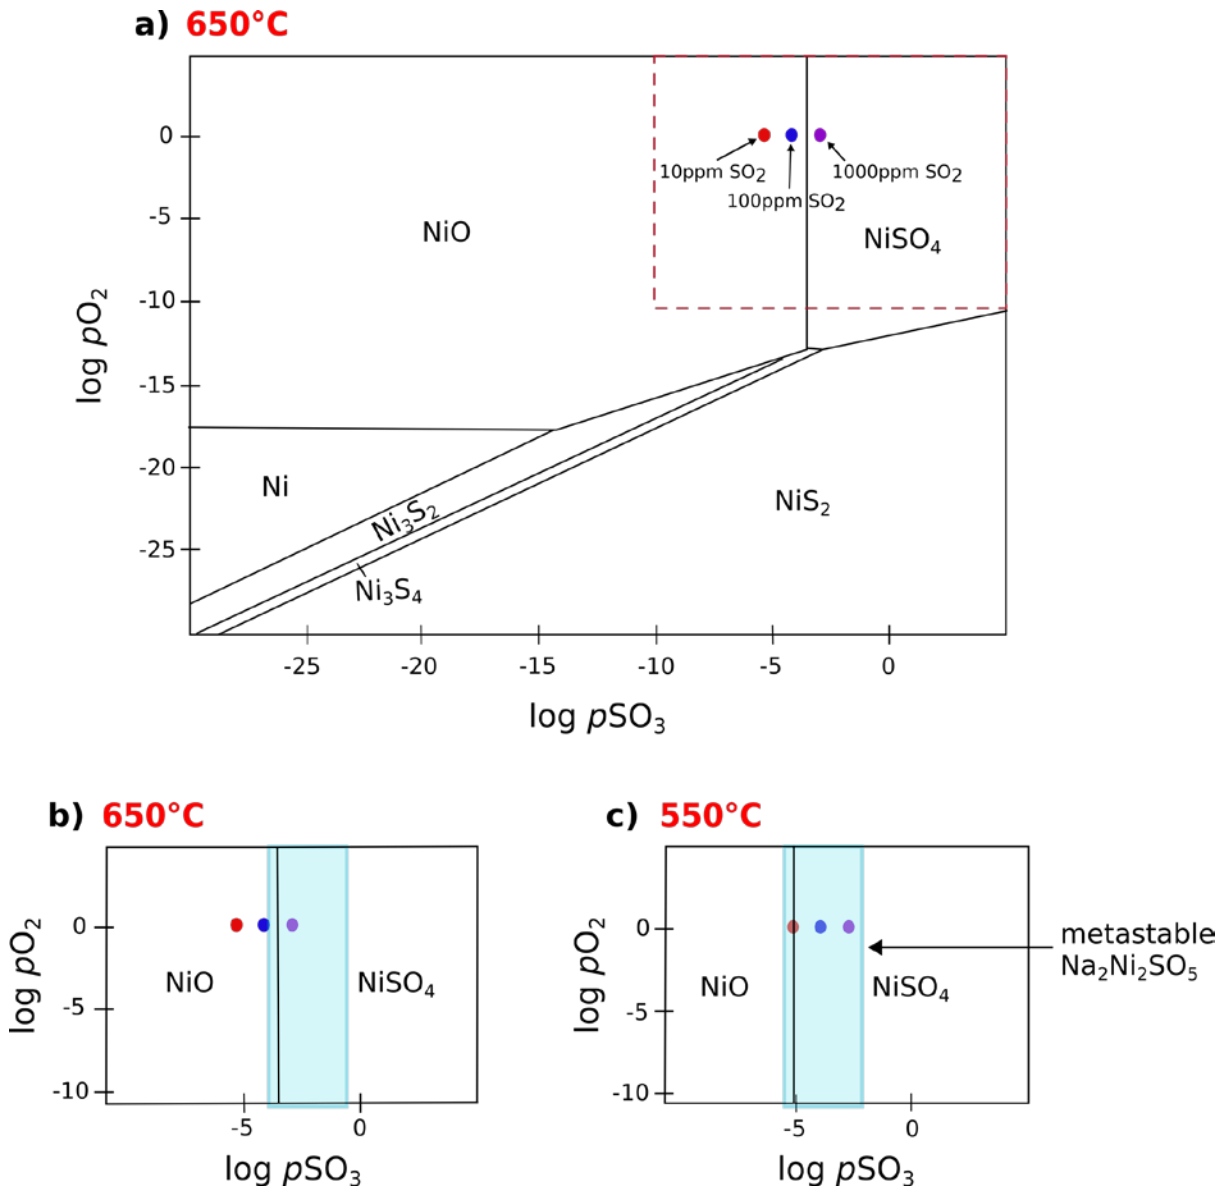 a) 650°C
0
-5
-10
-15
-20
-25
log pO2
10ppm SO2
100ppm SO2
1000ppm SO2
NiO
NiSO4
Ni
Ni3S2
Ni3S4
NiS2
-25
-20
-15
-10
-5
0
log pSO3
b) 650°C
0
-5
-10
log pO2
NiO
NiSO4
-5
0
log pSO3
c) 550°C
0
-5
-10
log pO2
NiO
NiSO4
metastable
Na2Ni2SO5
-5
0
log pSO3